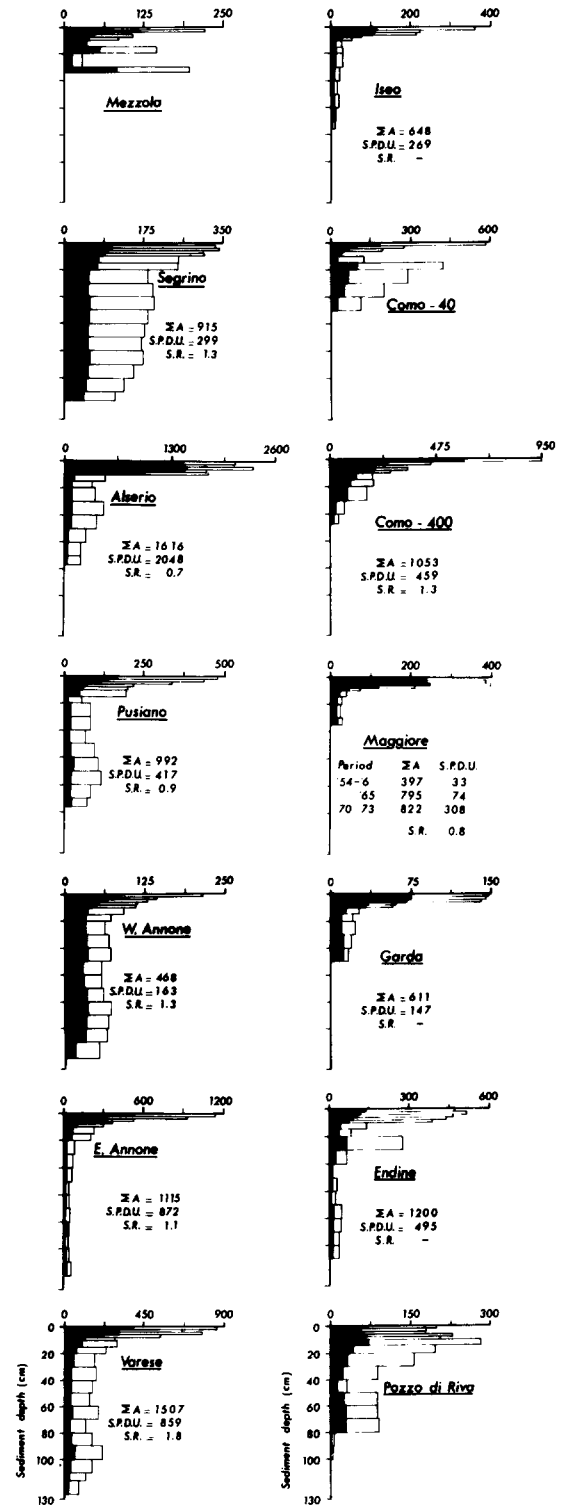 0 125 250
Mezzola
0 200 400
Iseo
ΣA = 648
S.P.D.U. = 269
S.R. -
0 175 350
Segrino
ΣA = 915
S.P.D.U. = 299
S.R. = 1.3
0 300 600
Como - 40
0 1300 2600
Alserio
ΣA = 1616
S.P.D.U. = 2048
S.R. = 0.7
0 475 950
Como - 400
ΣA = 1053
S.P.D.U. = 459
S.R. = 1.3
0 250 500
Pusiano
ΣA = 992
S.P.D.U. = 417
S.R. = 0.9
0 200 400
Maggiore
Period ΣA S.P.D.U.
'54-'6 397 33
'65 795 74
70 73 822 308
S.R. 0.8
0 125 250
W. Annone
ΣA = 468
S.P.D.U. = 163
S.R. = 1.3
0 75 150
Garda
ΣA = 611
S.P.D.U. = 147
S.R. -
0 600 1200
E. Annone
ΣA = 1115
S.P.D.U. = 872
S.R. = 1.1
0 300 600
Endine
ΣA = 1200
S.P.D.U. = 495
S.R. = -
0 450 900
Varese
ΣA = 1507
S.P.D.U. = 859
S.R. = 1.8
0
20
40
60
80
100
130
Sediment depth (cm)
0 150 300
Pozzo di Riva
0
20
40
60
80
100
130
Sediment depth (cm)